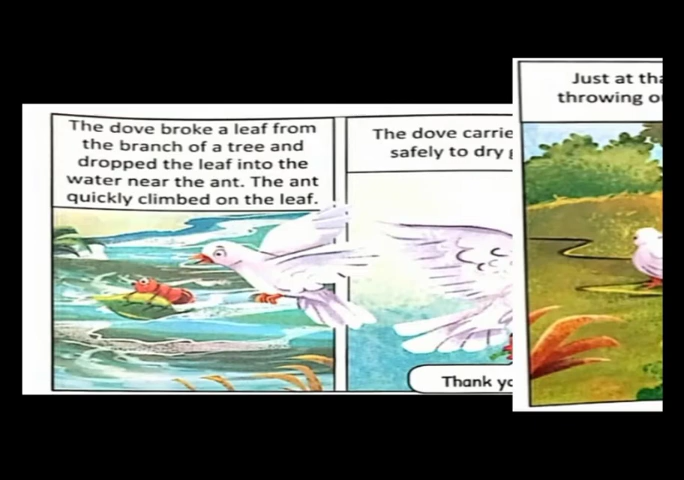 The dove broke a leaf from
the branch of a tree and
dropped the leaf into the
water near the ant. The ant
quickly climbed on the leaf.
The dove carrie
safely to dry
Thank yo
Just at tha
throwing o